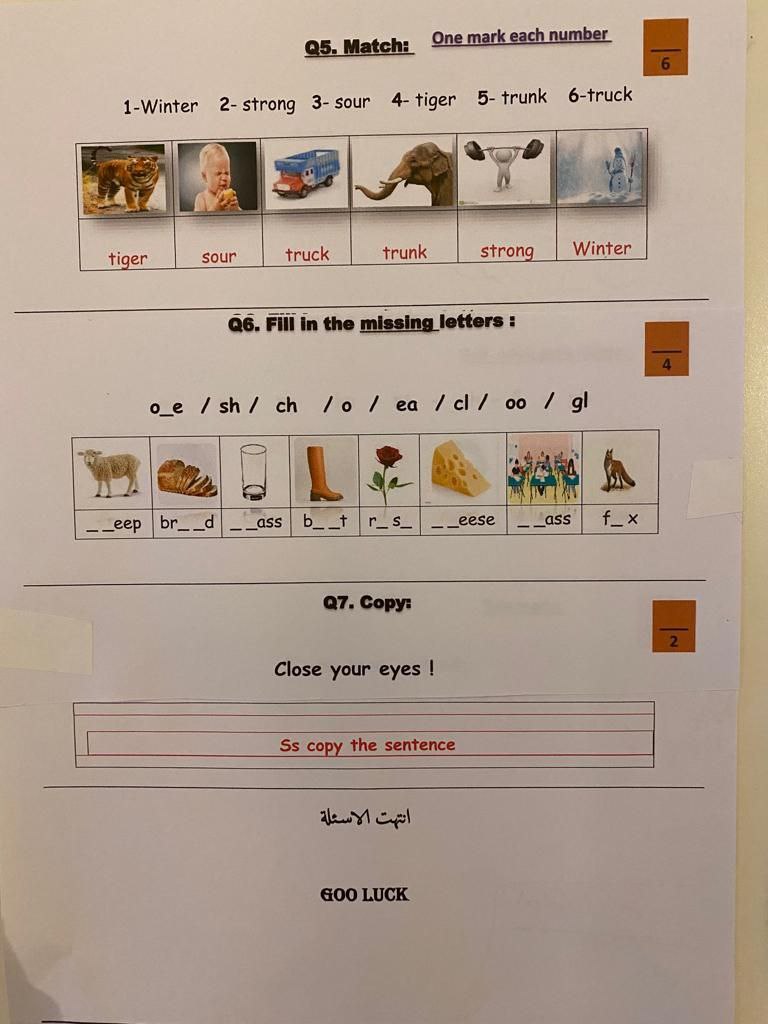 Q5. Match: One mark each number
6
1-Winter 2- strong 3- sour 4- tiger 5- trunk 6-truck
tiger sour truck trunk strong Winter
Q6. Fill in the missing letters :
4
o_e / sh / ch / o / ea / cl / oo / gl
_ _eep br_ _d _ _ass b_ _t r_ s_ _ _eese _ _ass f_ x
Q7. Copy:
2
Close your eyes !
Ss copy the sentence
انتهت الاسئلة
GOO LUCK